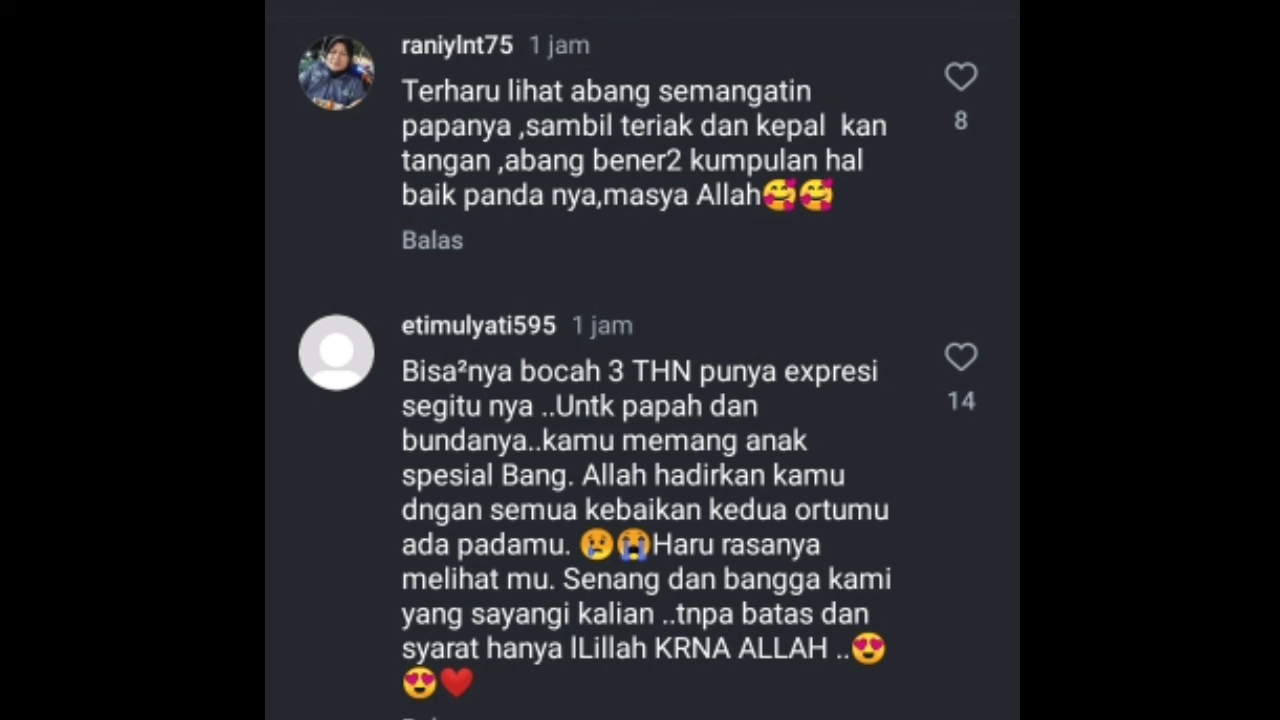 raniylnt75 1 jam
Terharu lihat abang semangatin
papanya ,sambil teriak dan kepal kan
tangan ,abang bener2 kumpulan hal
baik panda nya,masya Allah🥰🥰
8
Balas
etimulyati595 1 jam
Bisa²nya bocah 3 THN punya expresi
segitu nya ..Untk papah dan
bundanya..kamu memang anak
spesial Bang. Allah hadirkan kamu
dngan semua kebaikan kedua ortumu
ada padamu. 😢😭Haru rasanya
melihat mu. Senang dan bangga kami
yang sayangi kalian ..tnpa batas dan
syarat hanya lLillah KRNA ALLAH ..😍
😍❤️
14